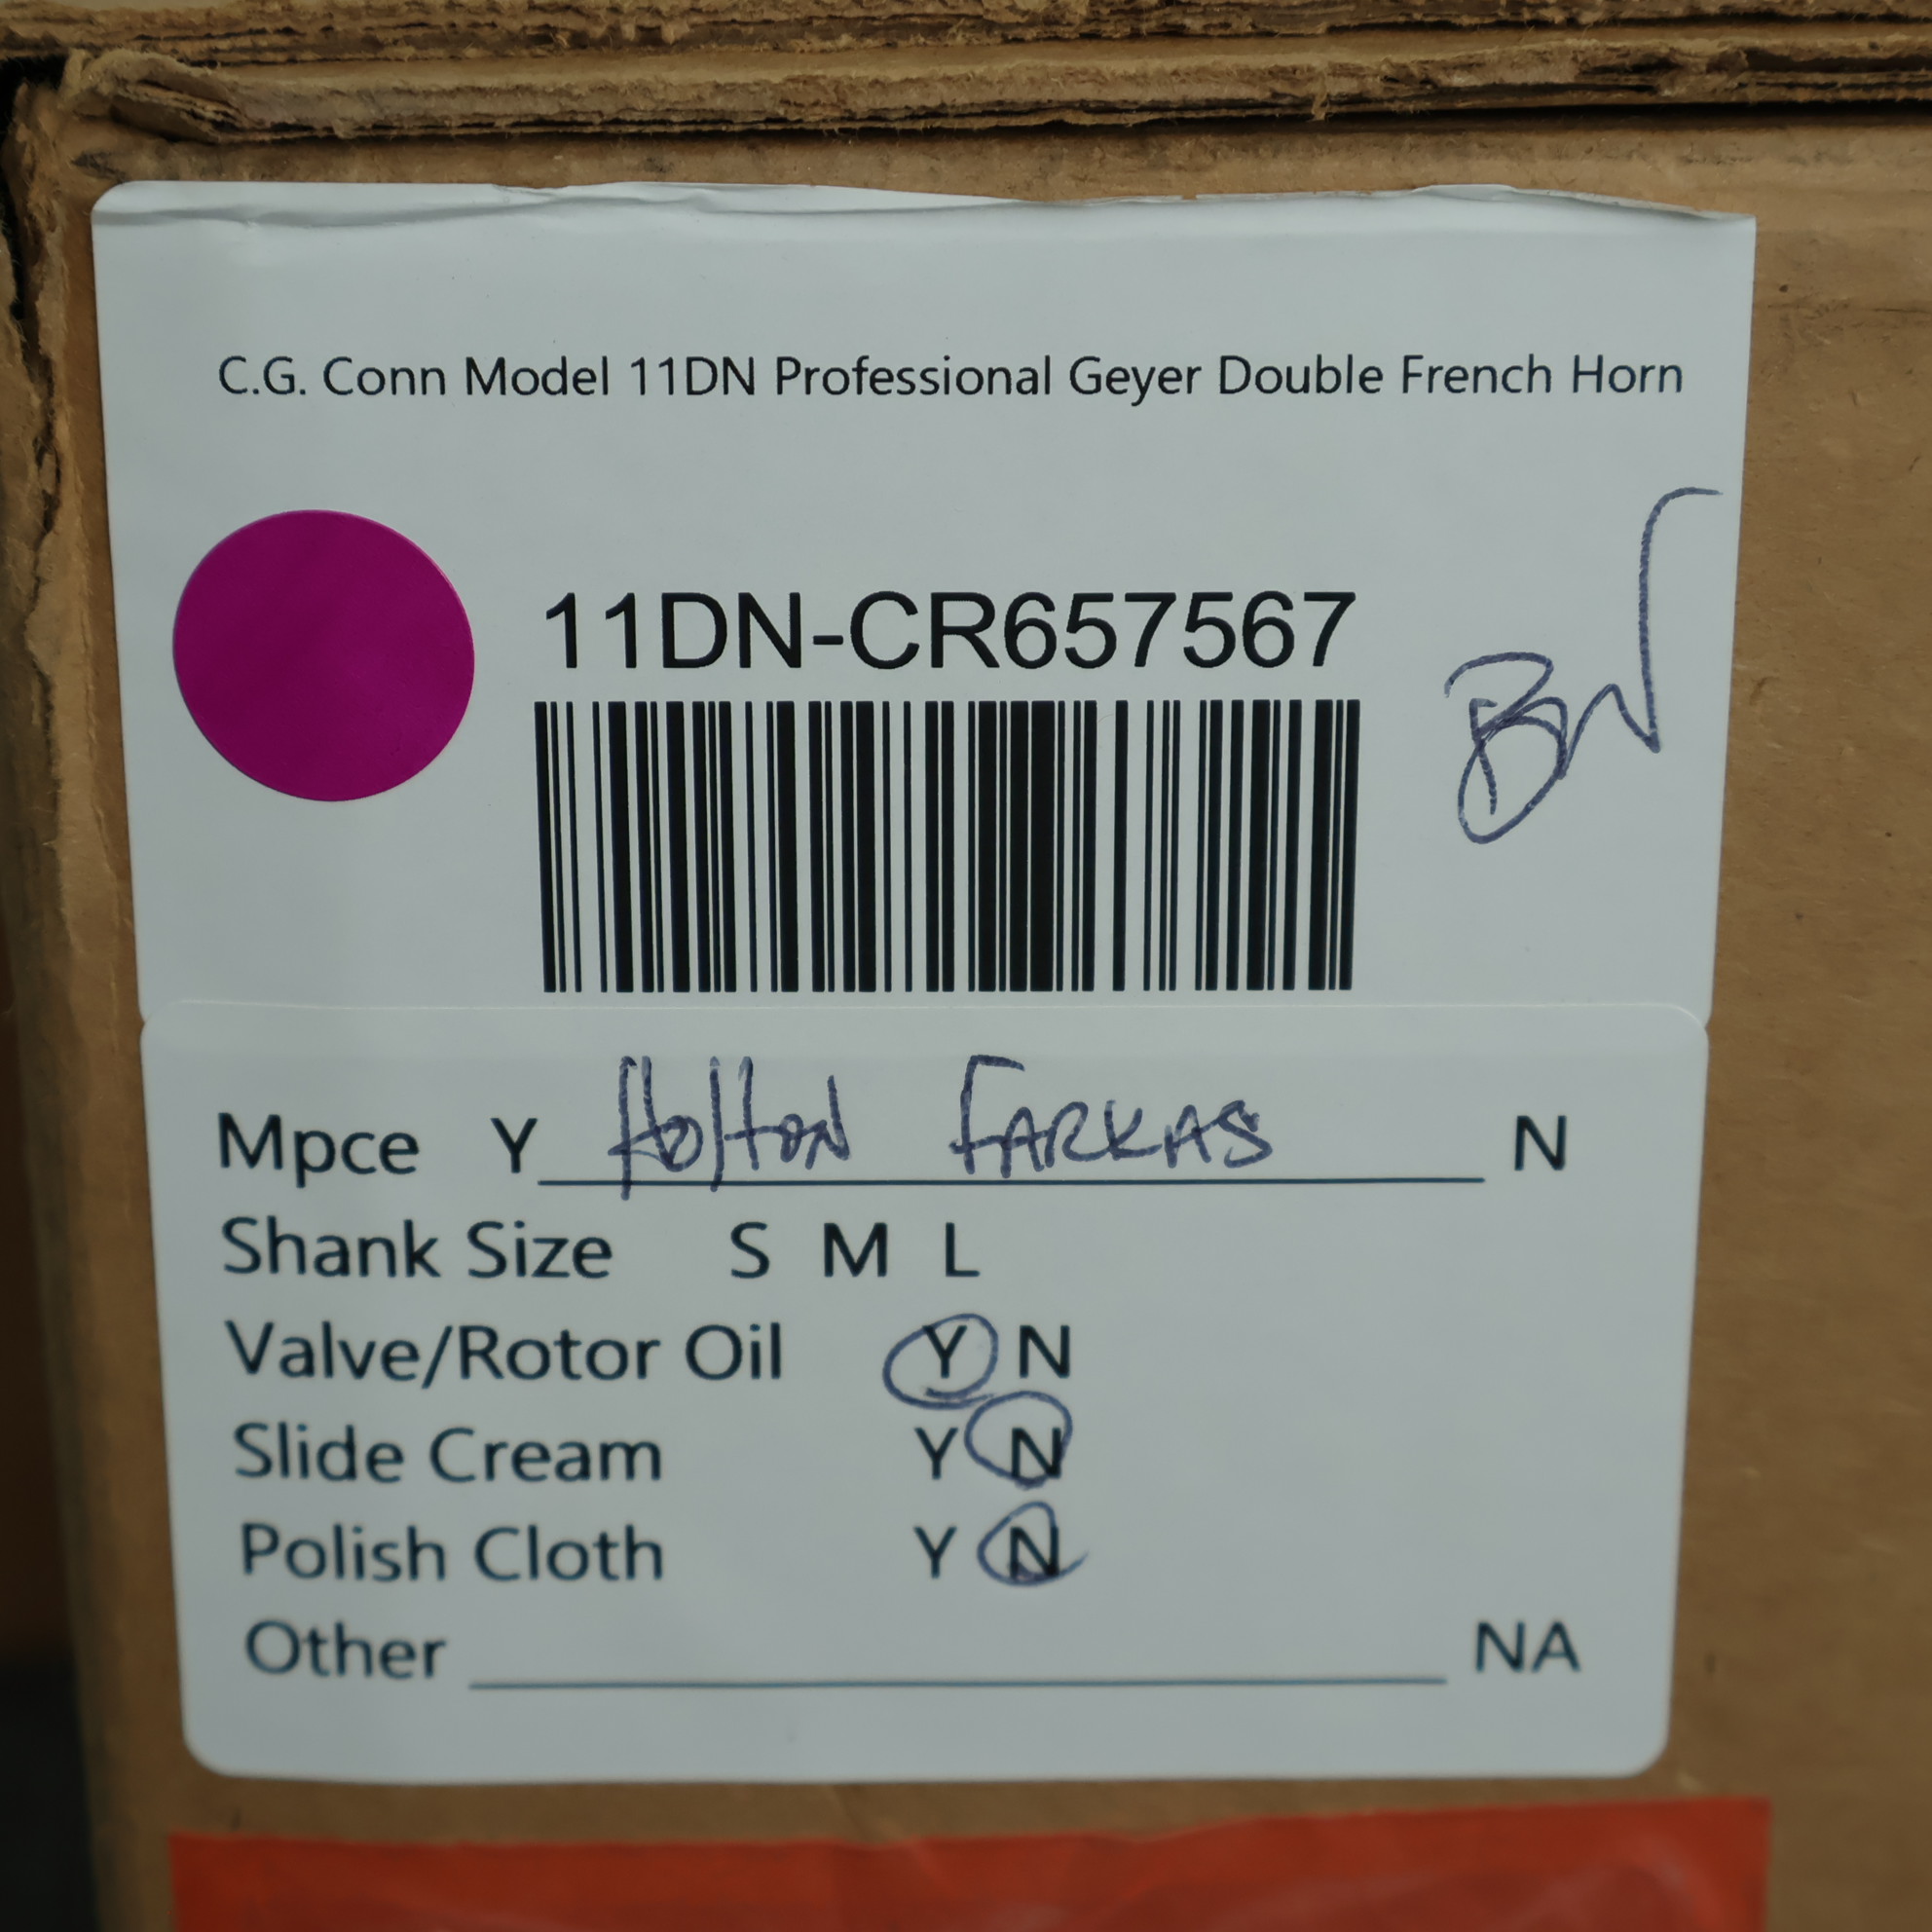 C.G. Conn Model 11DN Professional Geyer Double French Horn
11DN-CR657567
BW
Mpce Y Holton FARKAS N
Shank Size S M L
Valve/Rotor Oil Y N
Slide Cream Y N
Polish Cloth Y N
Other NA